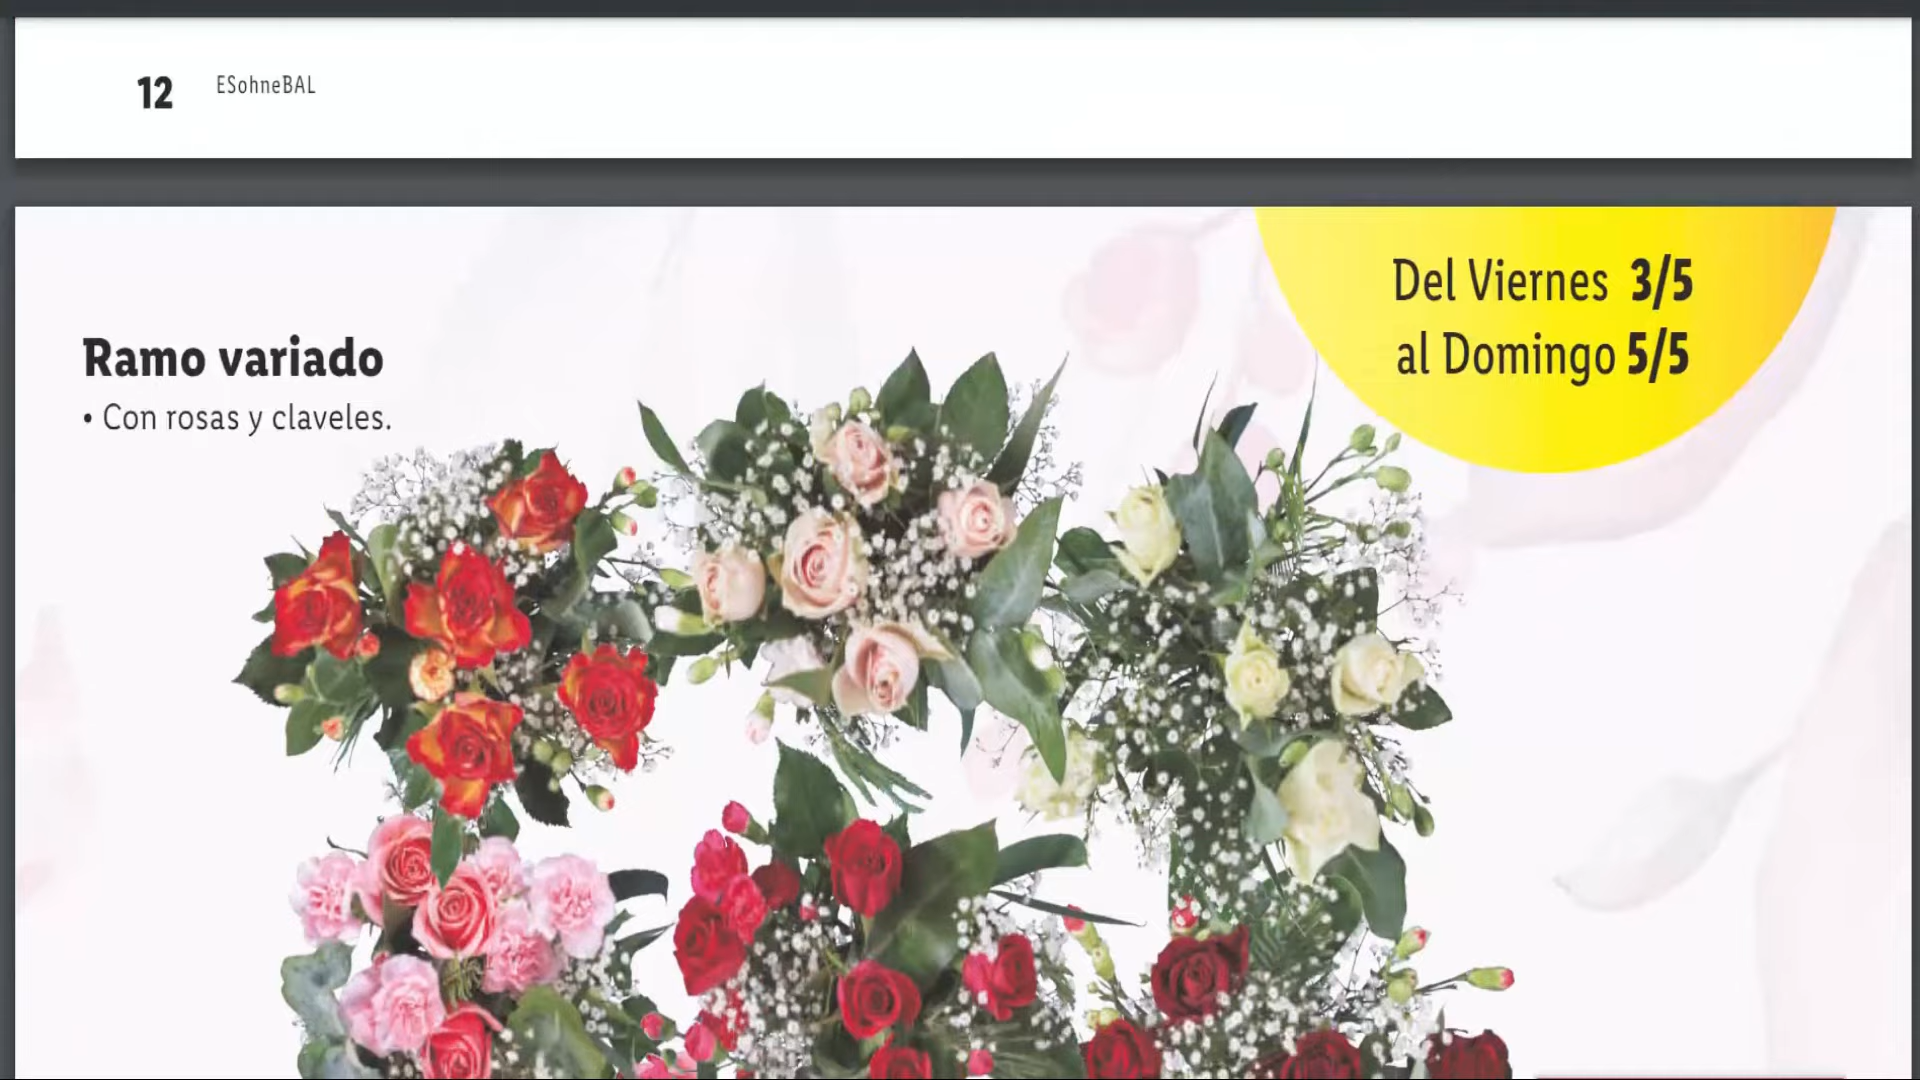 12 ESohneBAL
Del Viernes 3/5
al Domingo 5/5
Ramo variado
• Con rosas y claveles.